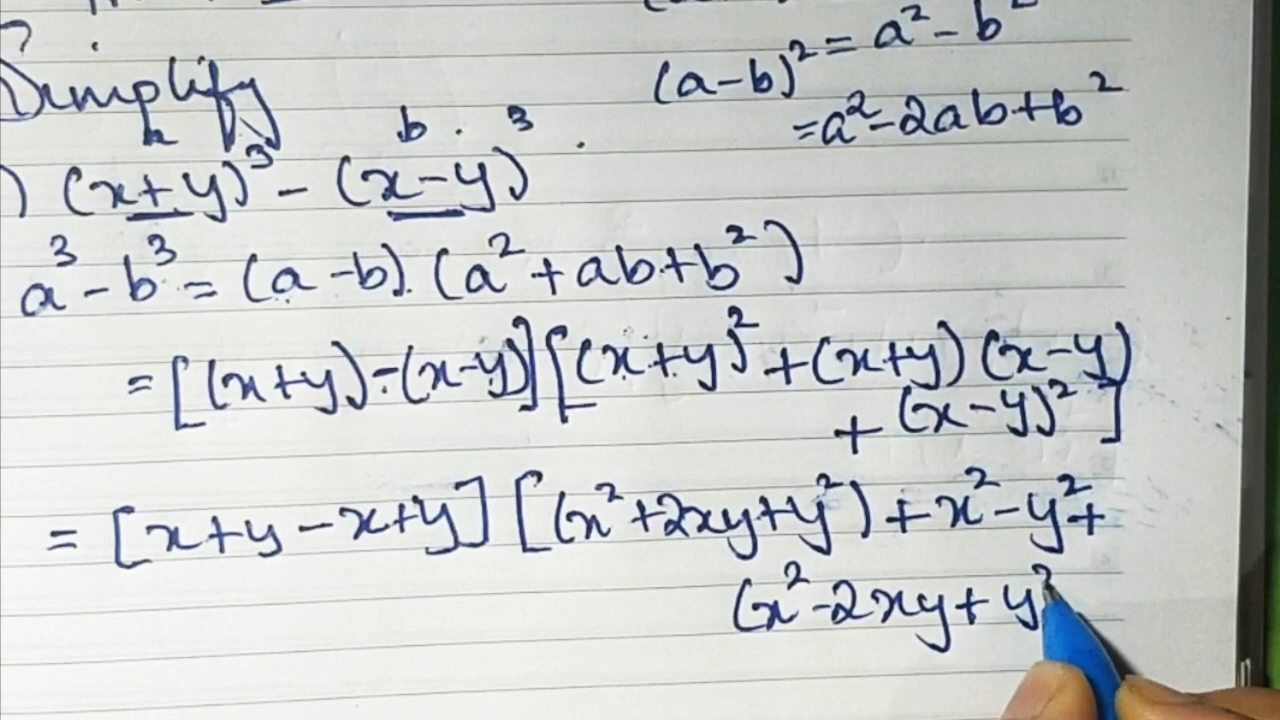 (a-b)² = a² - b²
Simplify
= a² - 2ab + b²
a b . 3
) (x+y)³ - (x-y)
a³ - b³ = (a-b). (a² + ab + b²)
= [(x+y) - (x-y)] [(x+y)² + (x+y) (x-y)
+ (x-y)² ]
= [x+y - x+y] [(x² + 2xy + y²) + x² - y² +
(x² - 2xy + y²